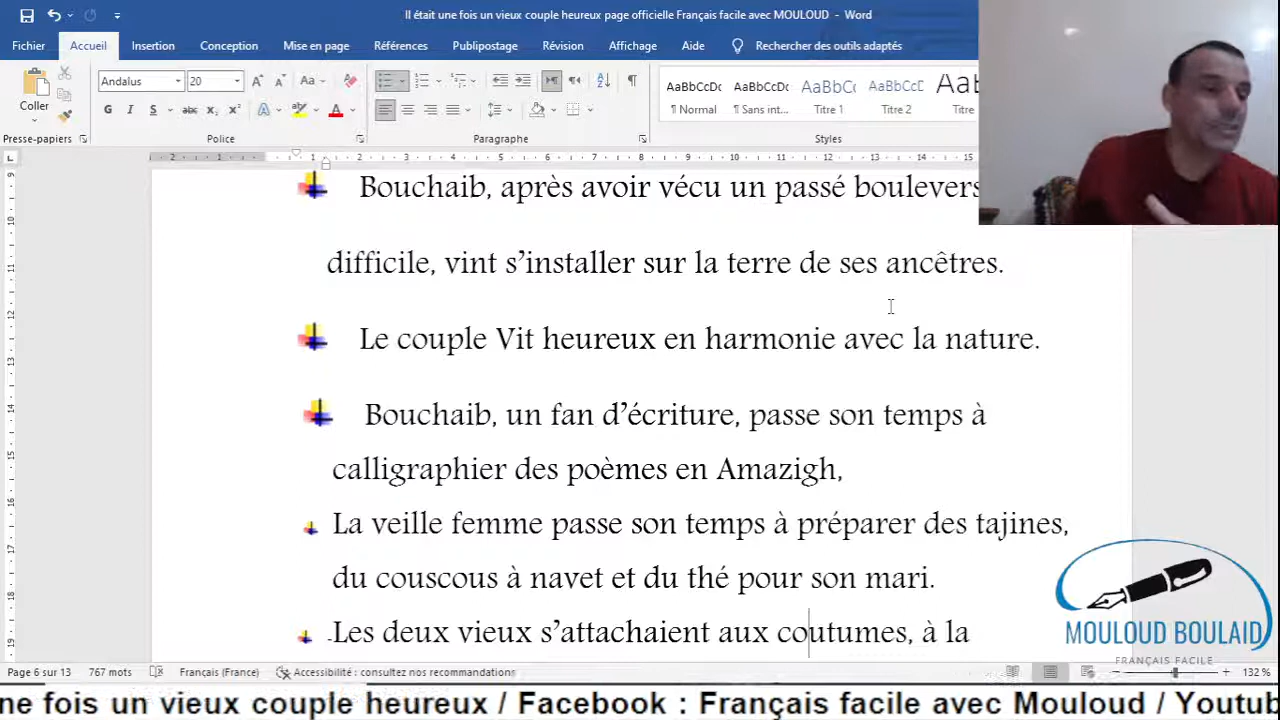 Il était une fois un vieux couple heureux page officielle Français facile avec MOULOUD - Word
Fichier Accueil Insertion Conception Mise en page Références Publipostage Révision Affichage Aide Rechercher des outils adaptés
Coller
Andalus 20
G I S
AaBbCcDc AaBbCcDc AaBbCc AaBbCcD Aab
¶ Normal ¶ Sans int... Titre 1 Titre 2 Titre
Presse-papiers Police Paragraphe Styles
Bouchaib, après avoir vécu un passé boulevers
difficile, vint s’installer sur la terre de ses ancêtres.
Le couple Vit heureux en harmonie avec la nature.
Bouchaib, un fan d’écriture, passe son temps à
calligraphier des poèmes en Amazigh,
La veille femme passe son temps à préparer des tajines,
du couscous à navet et du thé pour son mari.
-Les deux vieux s’attachaient aux coutumes, à la
MOULOUD BOULAID
FRANÇAIS FACILE
Page 6 sur 13 767 mots Français (France) Accessibilité : consultez nos recommandations 132 %
ne fois un vieux couple heureux / Facebook : Français facile avec Mouloud / Youtub